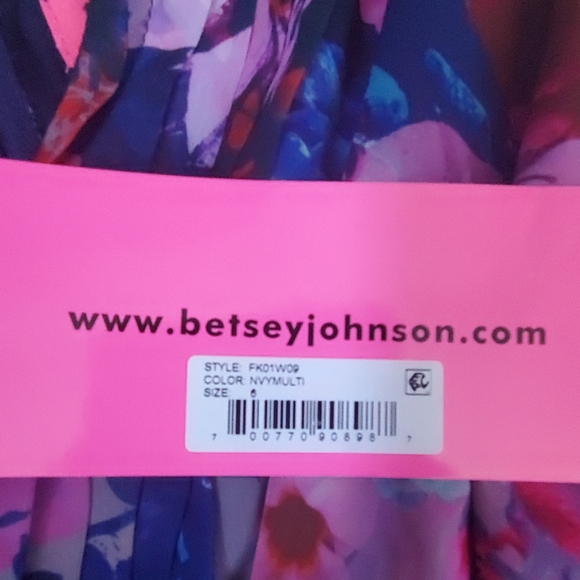 www.betseyjohnson.com
STYLE: FK01W09
COLOR: NVYMULTI
SIZE: 6
7 00770 90898 7